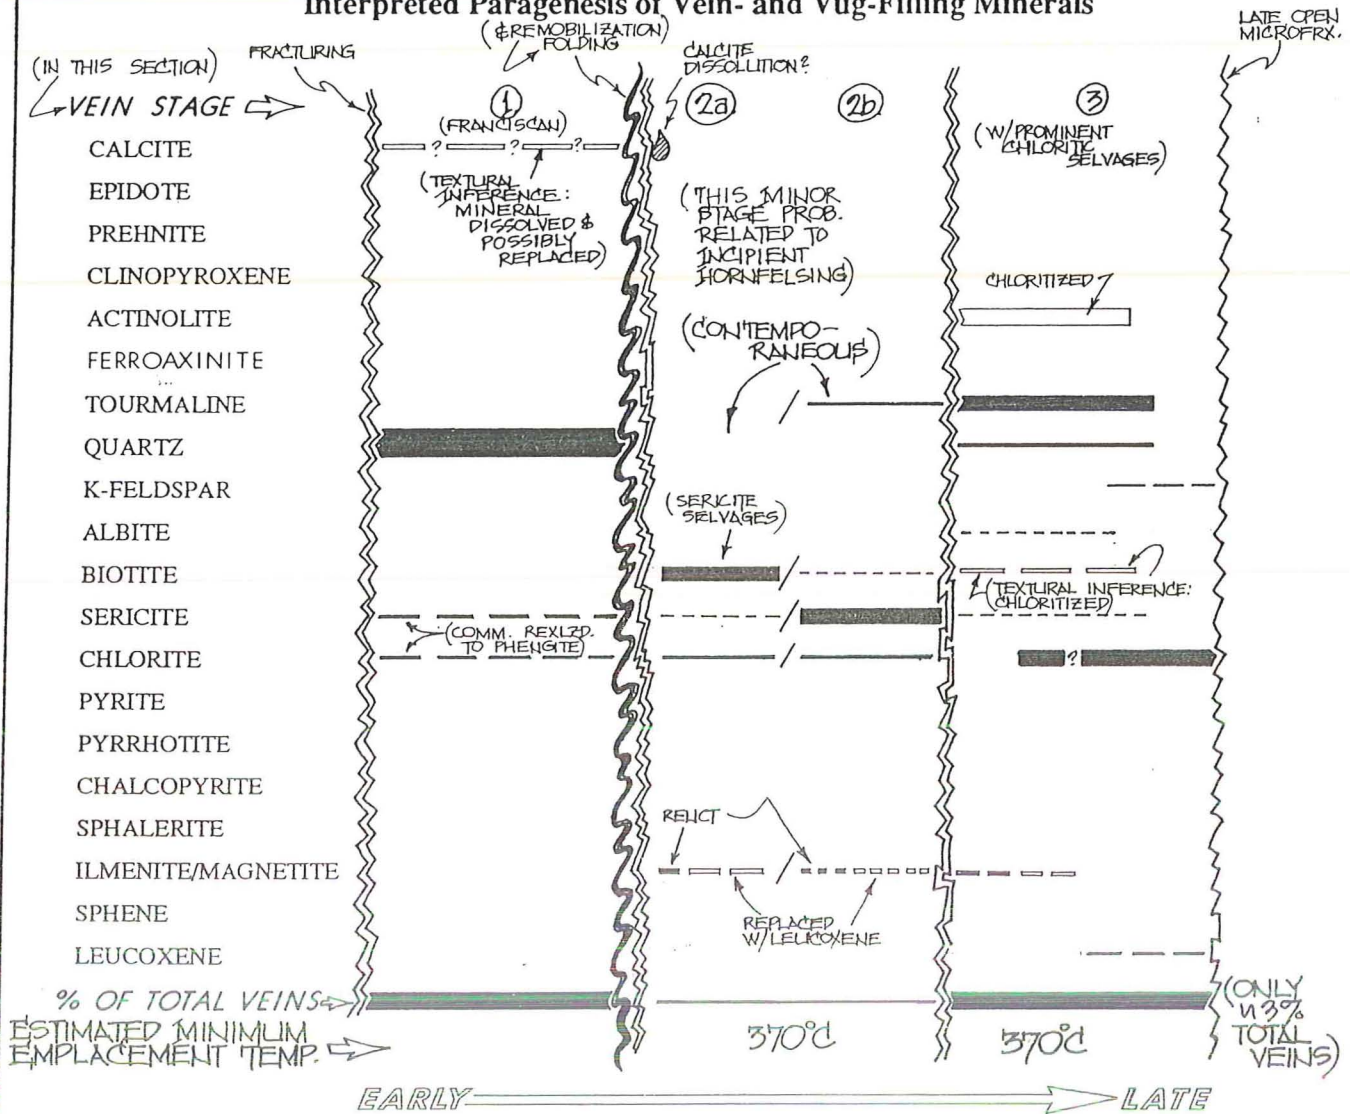 Interpreted Paragenesis of Vein- and Vug-Filling Minerals
(IN THIS SECTION)
FRACTURING
(& REMOBILIZATION)
FOLDING
CALCITE
DISSOLUTION?
LATE OPEN
MICROFRX.
VEIN STAGE
1
2a
2b
3
(FRANCISCAN)
(W/PROMINENT
CHLORITIC
SELVAGES)
CALCITE
? ? ?
(TEXTURAL
INFERENCE:
MINERAL
DISSOLVED &
POSSIBLY
REPLACED)
(THIS MINOR
STAGE PROB.
RELATED TO
INCIPIENT
HORNFELSING)
EPIDOTE
PREHNITE
CLINOPYROXENE
CHLORITIZED
ACTINOLITE
(CONTEMPO-
RANEOUS)
FERROAXINITE
TOURMALINE
QUARTZ
K-FELDSPAR
(SERICITE
SELVAGES)
ALBITE
BIOTITE
(TEXTURAL INFERENCE:
CHLORITIZED)
SERICITE
(COMM. REXLZD.
TO PHENGITE)
CHLORITE
?
PYRITE
PYRRHOTITE
CHALCOPYRITE
SPHALERITE
RELICT
ILMENITE/MAGNETITE
REPLACED
W/LEUCOXENE
SPHENE
LEUCOXENE
% OF TOTAL VEINS
(ONLY
~3%
TOTAL
VEINS)
ESTIMATED MINIMUM
EMPLACEMENT TEMP.
370°C
370°C
EARLY
LATE